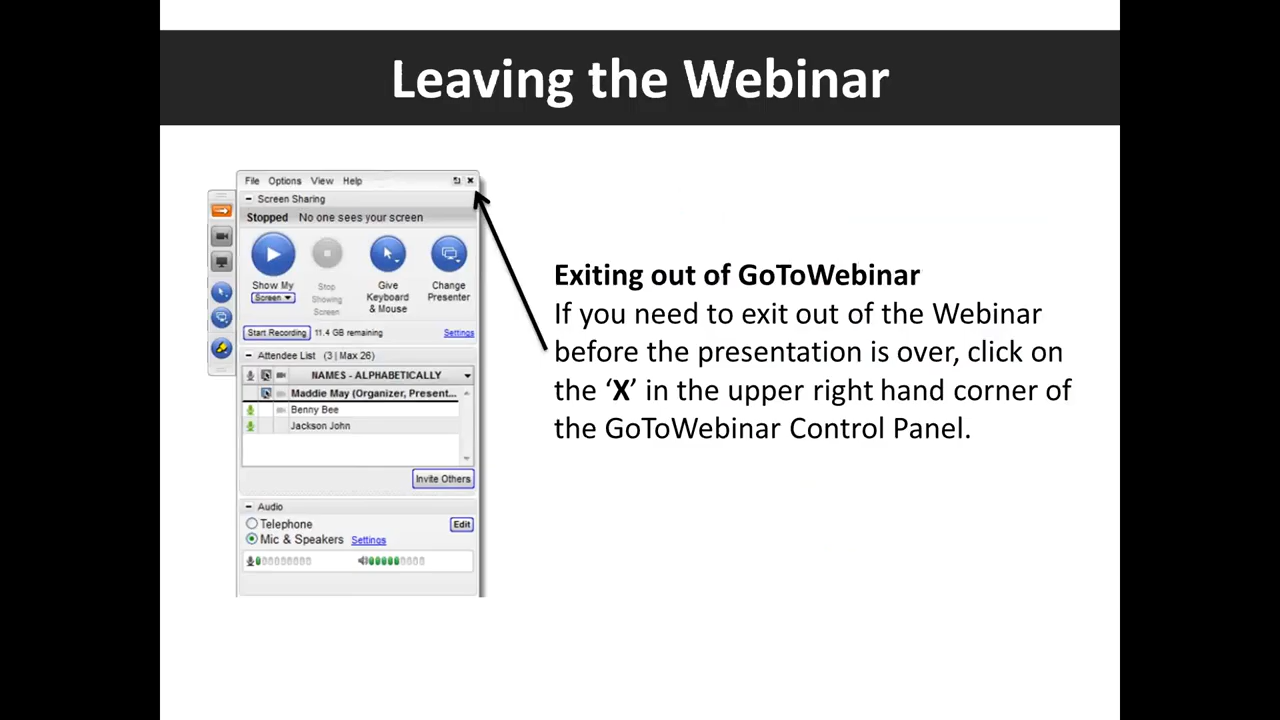 Leaving the Webinar
File Options View Help
Screen Sharing
Stopped No one sees your screen
Show My
Screen
Stop
Showing
Screen
Give
Keyboard
& Mouse
Change
Presenter
Start Recording 11.4 GB remaining Settings
Attendee List (3 | Max 26)
NAMES - ALPHABETICALLY
Maddie May (Organizer, Present...
Benny Bee
Jackson John
Invite Others
Audio
Telephone Edit
Mic & Speakers Settings
Exiting out of GoToWebinar
If you need to exit out of the Webinar
before the presentation is over, click on
the ‘X’ in the upper right hand corner of
the GoToWebinar Control Panel.